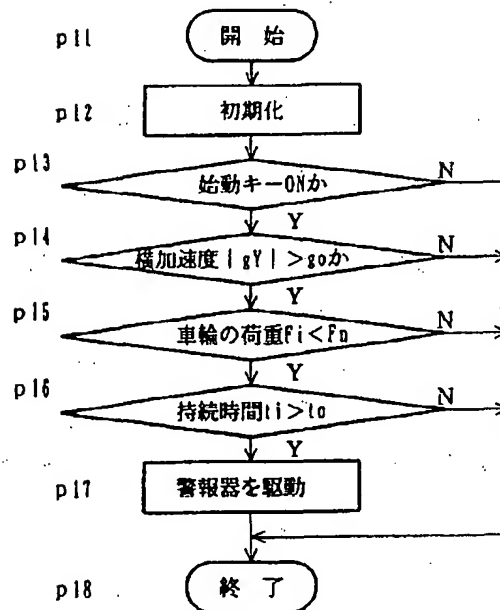 p11 開 始
p12 初期化
p13 始動キーONか N
Y
p14 横加速度|gY|>goか N
Y
p15 車輪の荷重Fi<Fn N
Y
p16 持続時間ti>to N
Y
p17 警報器を駆動
p18 終 了